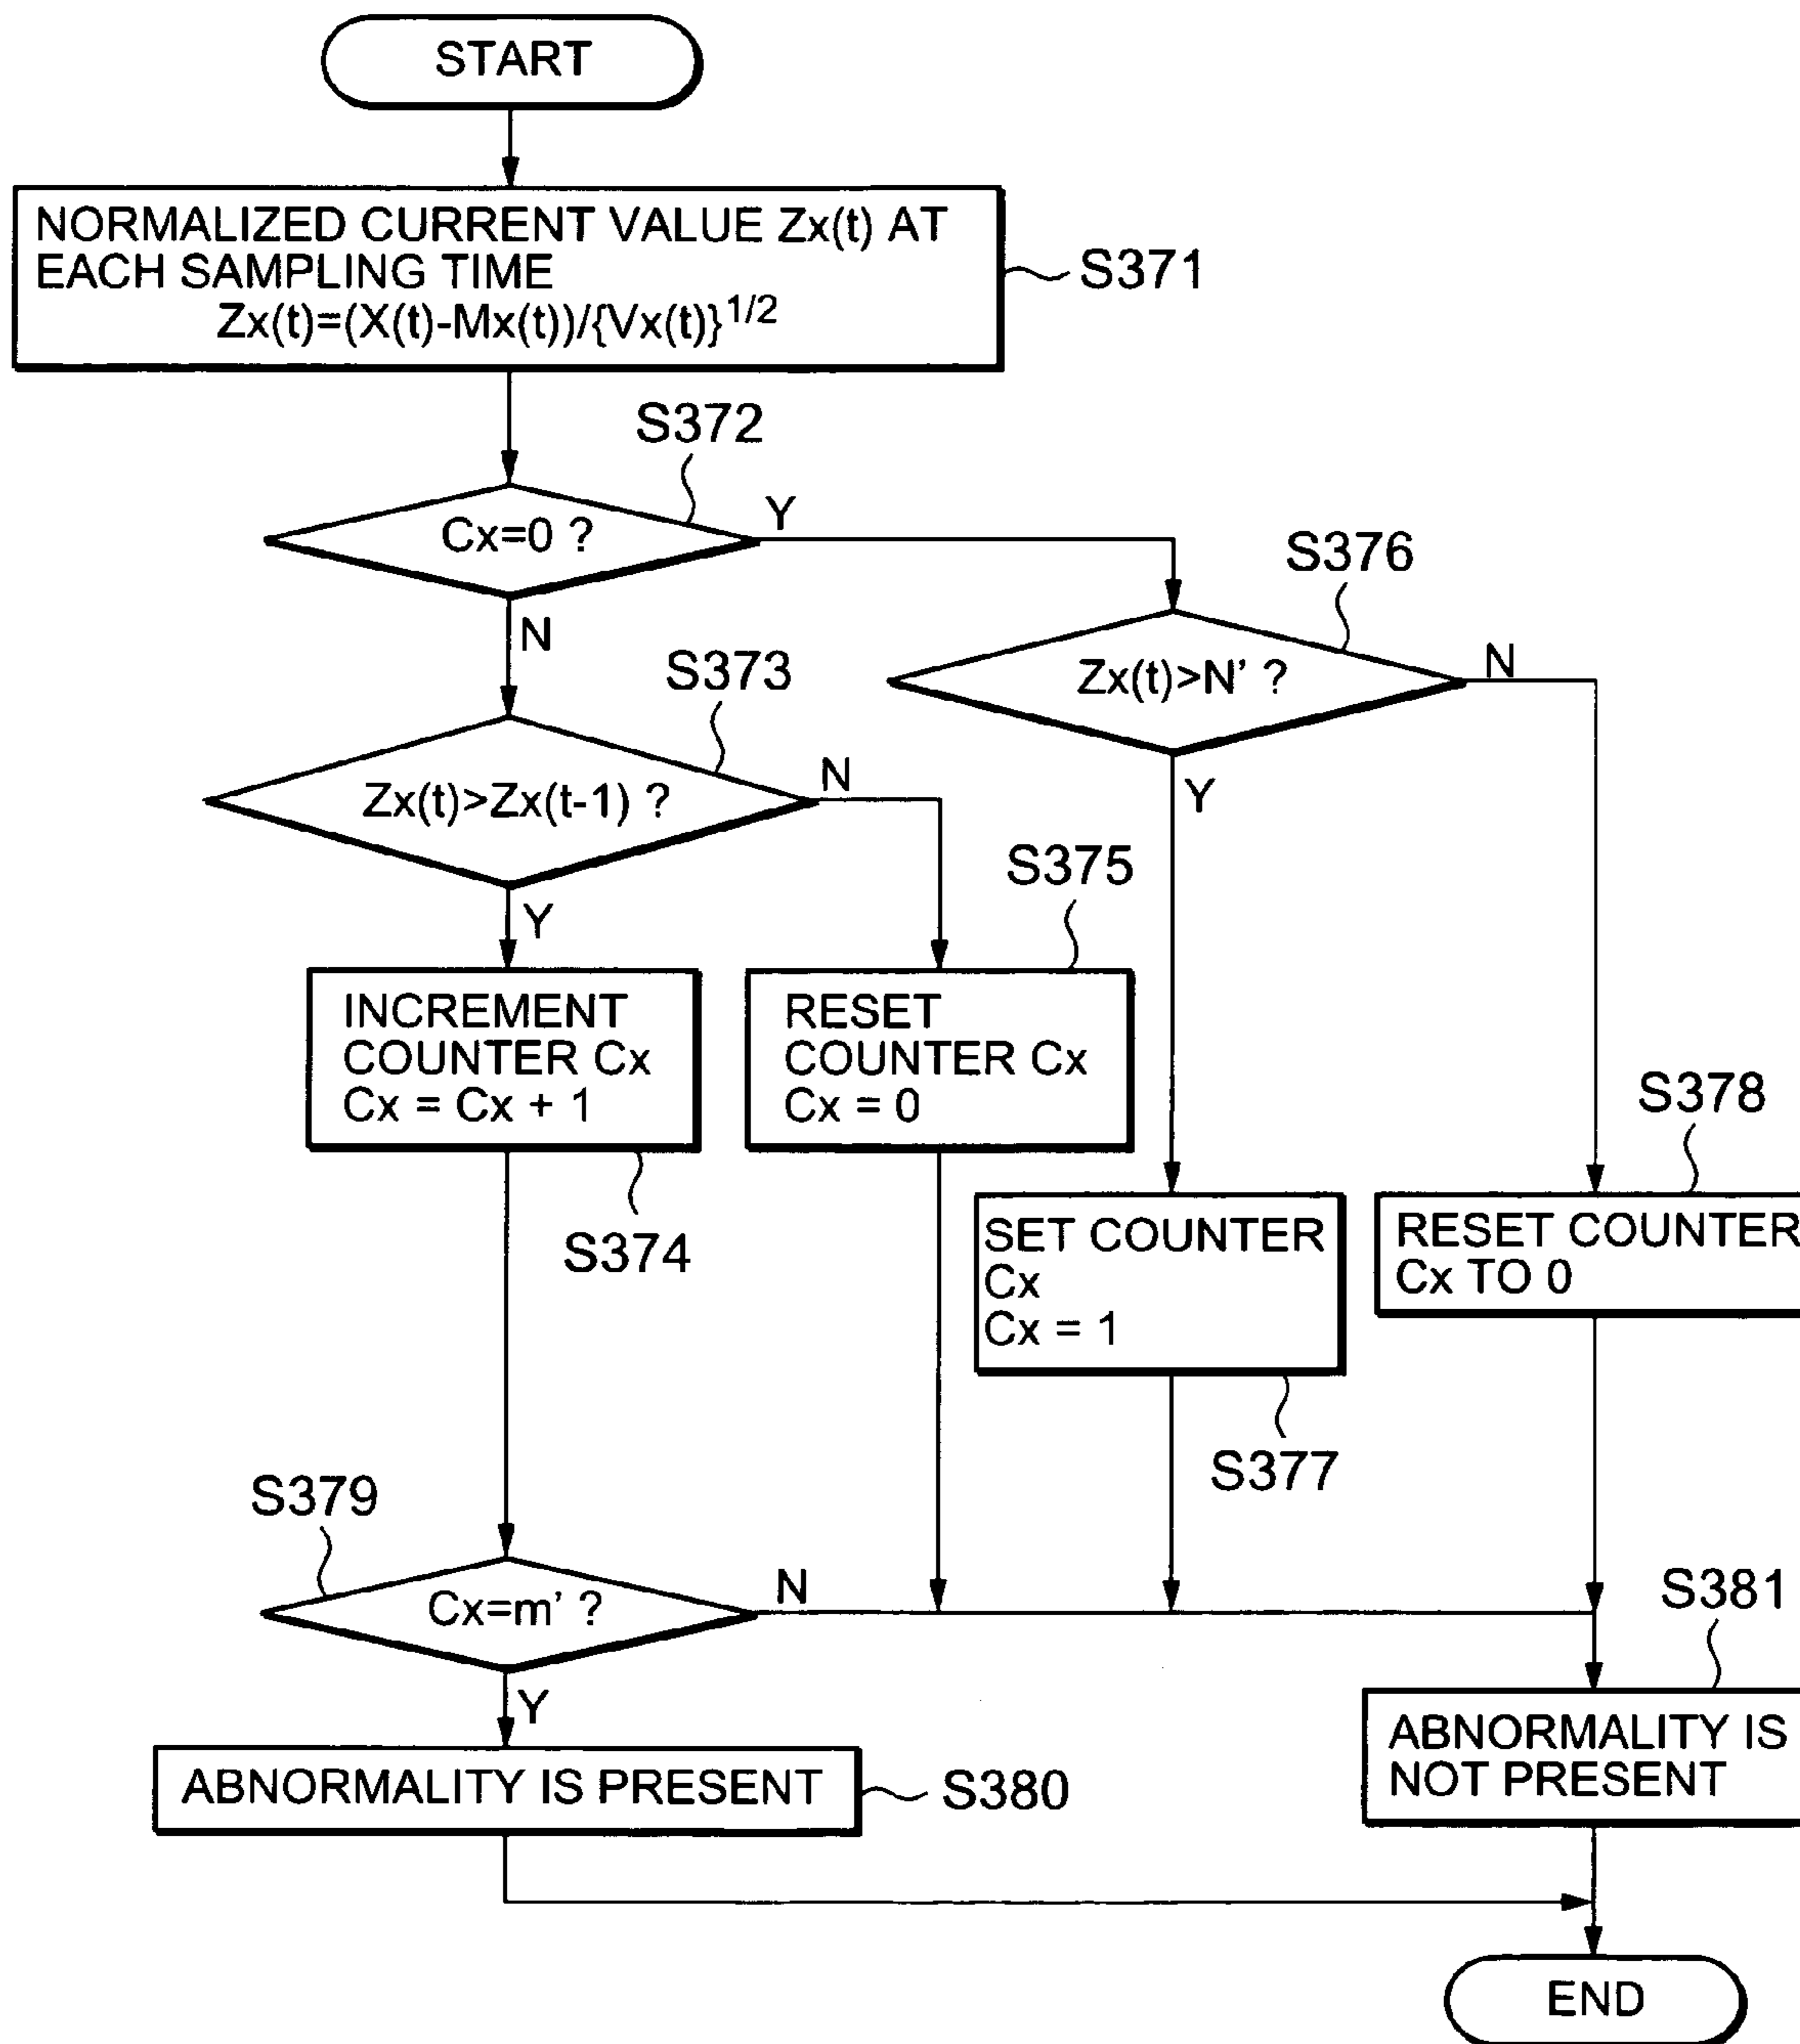 START
NORMALIZED CURRENT VALUE Zx(t) AT
EACH SAMPLING TIME
Zx(t)=(X(t)-Mx(t))/{Vx(t)}^1/2
S371
S372
Cx=0 ?
Y
N
S376
Zx(t)>N' ?
N
Y
S373
Zx(t)>Zx(t-1) ?
N
Y
S375
INCREMENT
COUNTER Cx
Cx = Cx + 1
S374
RESET
COUNTER Cx
Cx = 0
S378
SET COUNTER
Cx
Cx = 1
S377
RESET COUNTER
Cx TO 0
S379
Cx=m' ?
N
Y
S381
ABNORMALITY IS PRESENT
S380
ABNORMALITY IS
NOT PRESENT
END